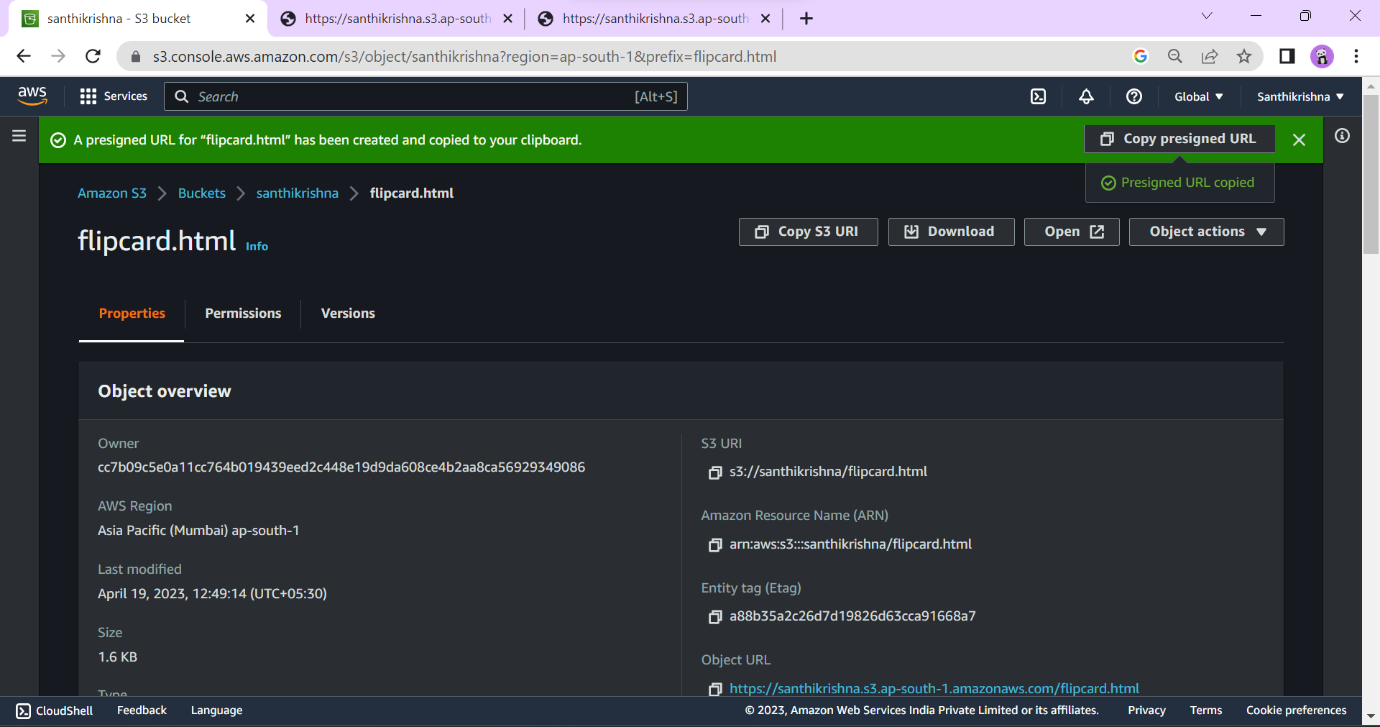 santhikrishna - S3 bucket
https://santhikrishna.s3.ap-south
https://santhikrishna.s3.ap-south
s3.console.aws.amazon.com/s3/object/santhikrishna?region=ap-south-1&prefix=flipcard.html
aws
Services
Search
[Alt+S]
Global
Santhikrishna
A presigned URL for “flipcard.html” has been created and copied to your clipboard.
Copy presigned URL
Presigned URL copied
Amazon S3
Buckets
santhikrishna
flipcard.html
flipcard.html Info
Copy S3 URI
Download
Open
Object actions
Properties
Permissions
Versions
Object overview
Owner
cc7b09c5e0a11cc764b019439eed2c448e19d9da608ce4b2aa8ca56929349086
AWS Region
Asia Pacific (Mumbai) ap-south-1
Last modified
April 19, 2023, 12:49:14 (UTC+05:30)
Size
1.6 KB
Type
S3 URI
s3://santhikrishna/flipcard.html
Amazon Resource Name (ARN)
arn:aws:s3:::santhikrishna/flipcard.html
Entity tag (Etag)
a88b35a2c26d7d19826d63cca91668a7
Object URL
https://santhikrishna.s3.ap-south-1.amazonaws.com/flipcard.html
CloudShell
Feedback
Language
© 2023, Amazon Web Services India Private Limited or its affiliates.
Privacy
Terms
Cookie preferences